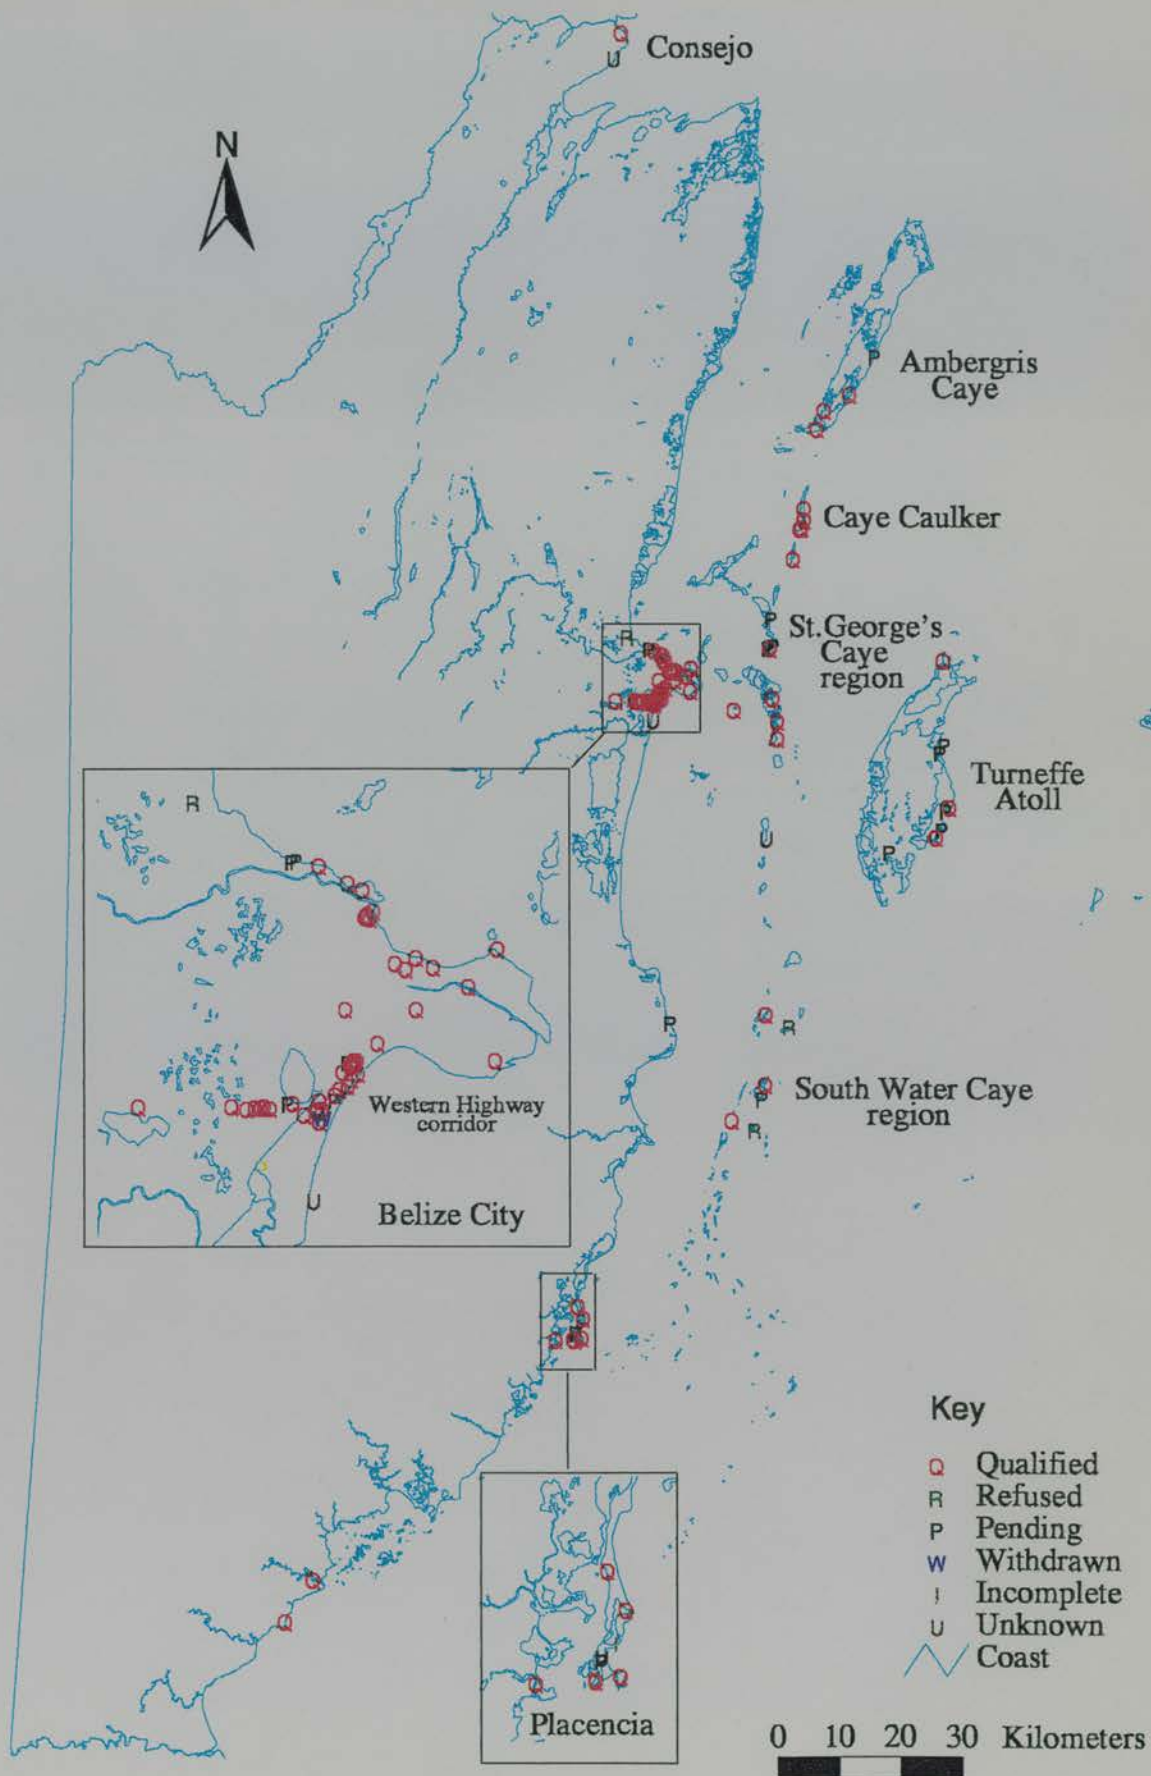 Consejo
N
Ambergris
Caye
Caye Caulker
St.George's
Caye
region
Turneffe
Atoll
South Water Caye
region
Western Highway
corridor
Belize City
Placencia
Key
Q Qualified
R Refused
P Pending
W Withdrawn
I Incomplete
U Unknown
Coast
0 10 20 30 Kilometers